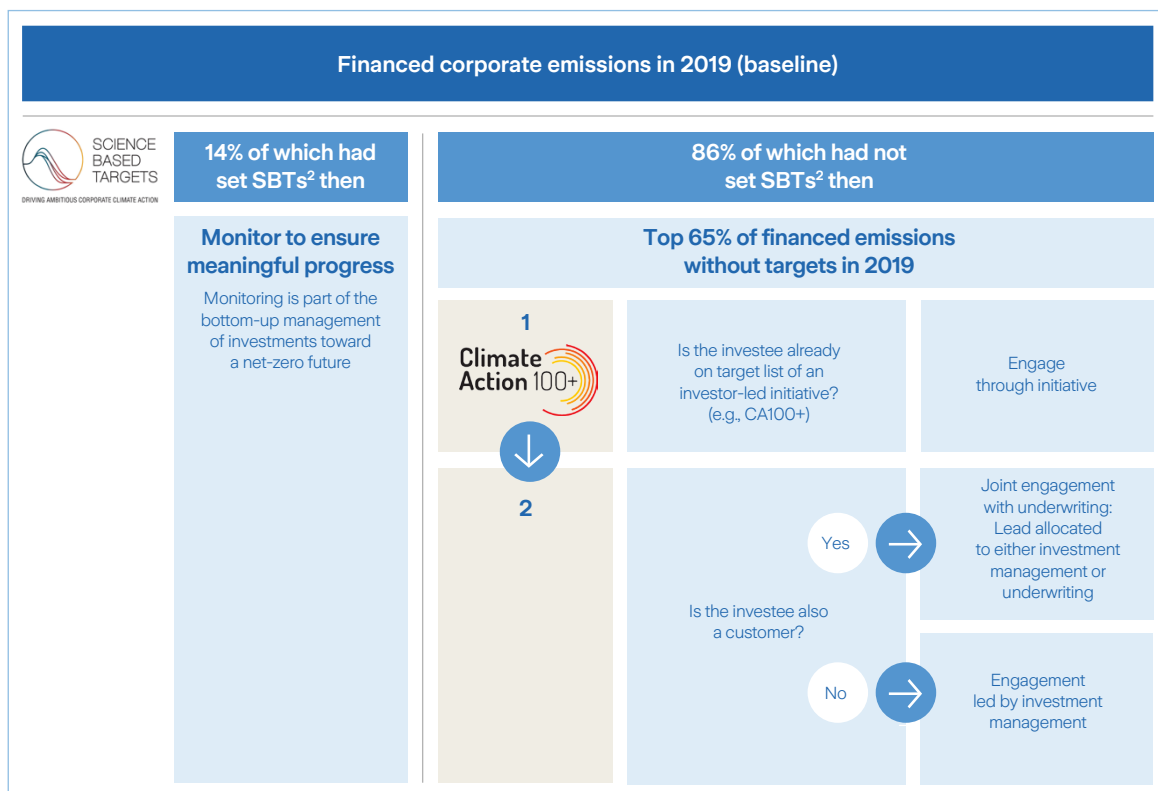 Financed corporate emissions in 2019 (baseline)
SCIENCE
BASED
TARGETS
DRIVING AMBITIOUS CORPORATE CLIMATE ACTION
14% of which had
set SBTs² then
86% of which had not
set SBTs² then
Monitor to ensure
meaningful progress
Monitoring is part of the
bottom-up management
of investments toward
a net-zero future
Top 65% of financed emissions
without targets in 2019
1
Climate
Action 100+
Is the investee already
on target list of an
investor-led initiative?
(e.g., CA100+)
Engage
through initiative
2
Is the investee also
a customer?
Yes
Joint engagement
with underwriting:
Lead allocated
to either investment
management or
underwriting
No
Engagement
led by investment
management